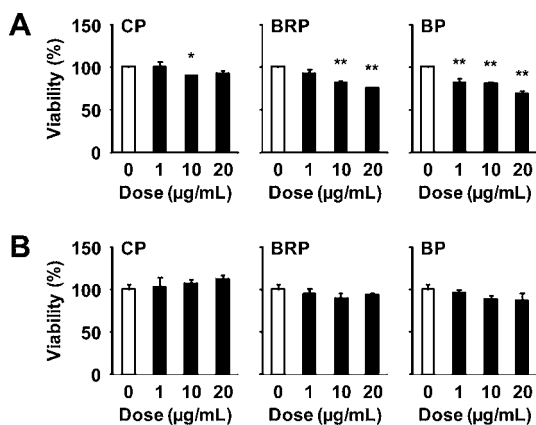 A
CP
BRP
BP
Viability (%)
150
100
50
0
*
**
**
**
**
**
0 1 10 20
0 1 10 20
0 1 10 20
Dose (µg/mL)
Dose (µg/mL)
Dose (µg/mL)
B
CP
BRP
BP
Viability (%)
150
100
50
0
0 1 10 20
0 1 10 20
0 1 10 20
Dose (µg/mL)
Dose (µg/mL)
Dose (µg/mL)